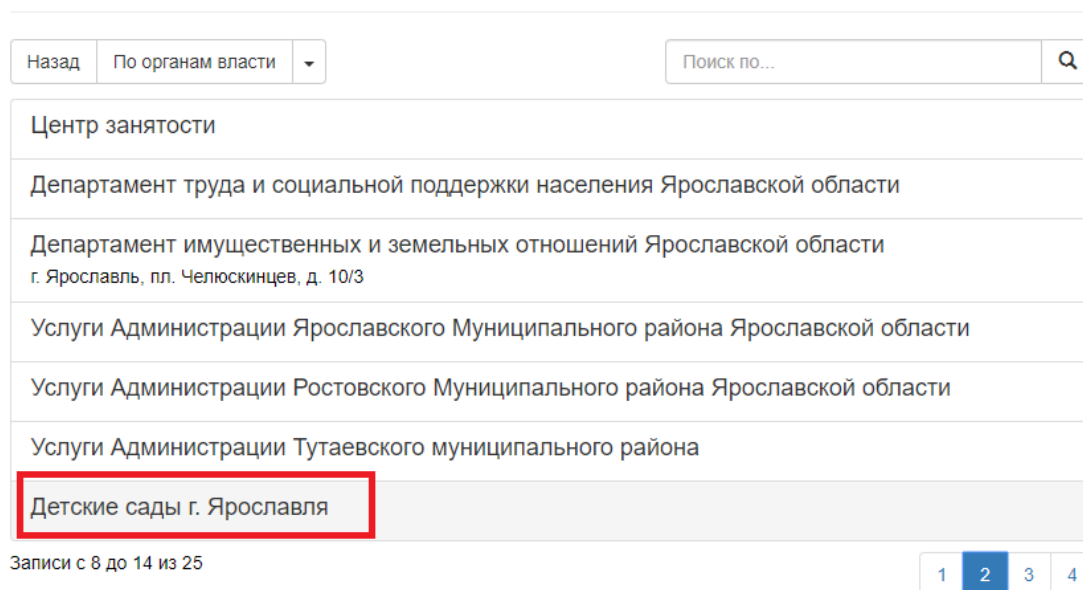 Назад По органам власти Поиск по...
Центр занятости
Департамент труда и социальной поддержки населения Ярославской области
Департамент имущественных и земельных отношений Ярославской области
г. Ярославль, пл. Челюскинцев, д. 10/3
Услуги Администрации Ярославского Муниципального района Ярославской области
Услуги Администрации Ростовского Муниципального района Ярославской области
Услуги Администрации Тутаевского муниципального района
Детские сады г. Ярославля
Записи с 8 до 14 из 25
1 2 3 4